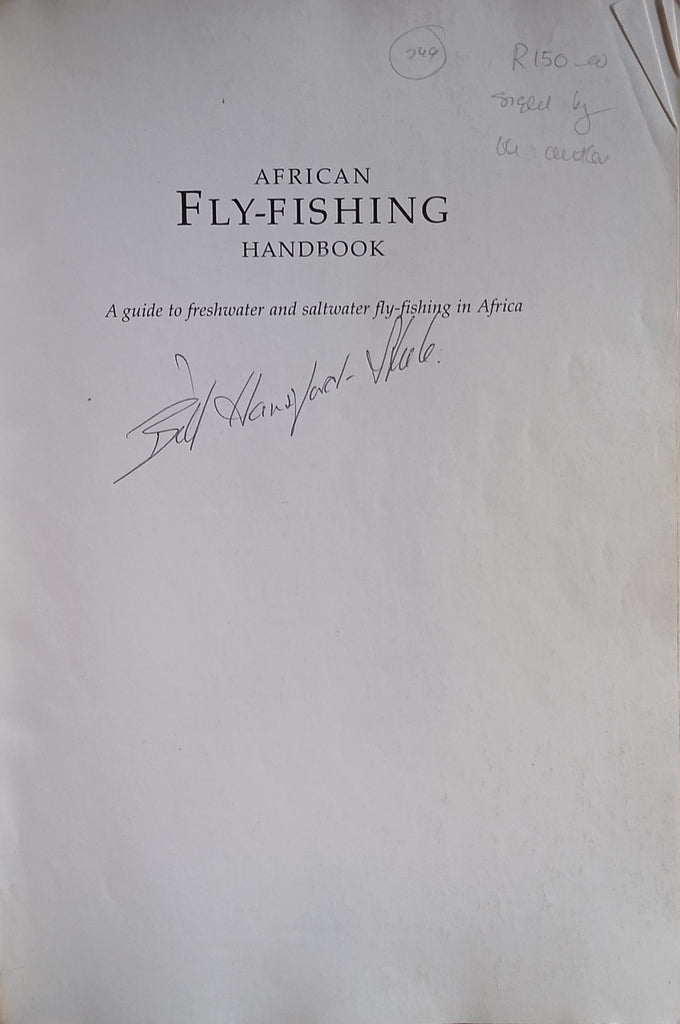 249
R150-00
signed by
the author
AFRICAN
FLY-FISHING
HANDBOOK
A guide to freshwater and saltwater fly-fishing in Africa
Bill Hansford-Steele.